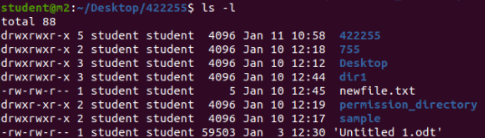 student@m2:~/Desktop/422255$ ls -l
total 88
drwxrwxr-x 5 student student  4096 Jan 11 10:58 422255
drwxrwxr-x 2 student student  4096 Jan 10 12:18 755
drwxrwxr-x 3 student student  4096 Jan 10 12:12 Desktop
drwxrwxr-x 3 student student  4096 Jan 10 12:44 dir1
-rw-rw-r-- 1 student student     5 Jan 10 12:45 newfile.txt
drwxr-xr-x 2 student student  4096 Jan 10 12:19 permission_directory
drwxrwxr-x 2 student student  4096 Jan 10 12:17 sample
-rw-rw-r-- 1 student student 59503 Jan  3 12:30 'Untitled 1.odt'